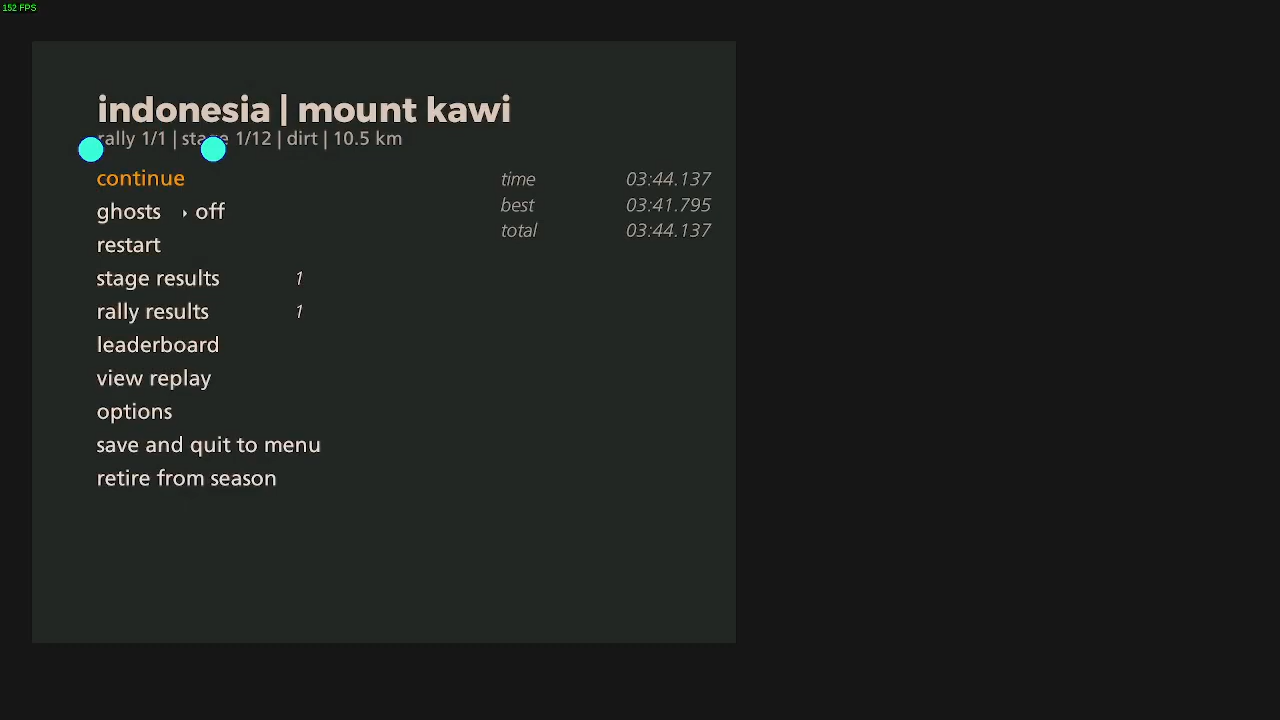 152 FPS
indonesia | mount kawi
rally 1/1 | stage 1/12 | dirt | 10.5 km
continue
ghosts ‣ off
restart
stage results 1
rally results 1
leaderboard
view replay
options
save and quit to menu
retire from season
time 03:44.137
best 03:41.795
total 03:44.137